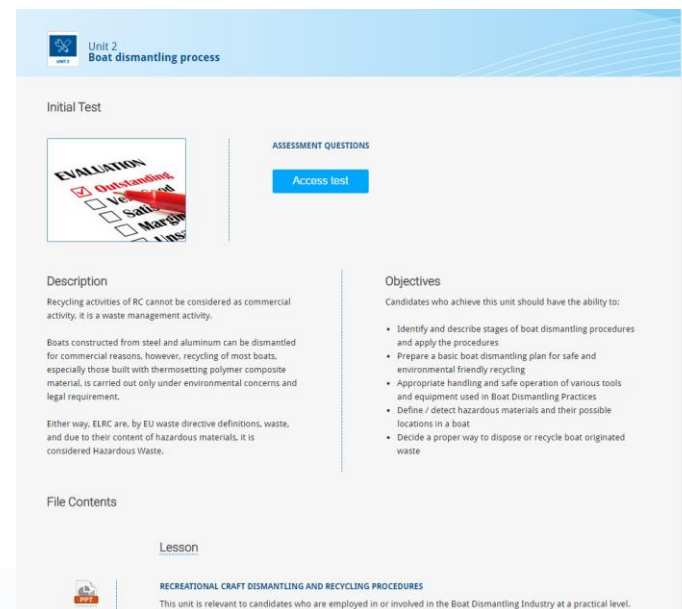 Unit 2
Boat dismantling process
UNIT 2
Initial Test
EVALUATION
Outstanding
Very Good
ASSESSMENT QUESTIONS
Access test
Description
Recycling activities of RC cannot be considered as commercial
activity, it is a waste management activity.
Boats constructed from steel and aluminum can be dismantled
for commercial reasons, however, recycling of most boats,
especially those built with thermosetting polymer composite
material, is carried out only under environmental concerns and
legal requirement.
Either way, ELRC are, by EU waste directive definitions, waste,
and due to their content of hazardous materials, it is
considered Hazardous Waste.
Objectives
Candidates who achieve this unit should have the ability to:
• Identify and describe stages of boat dismantling procedures
and apply the procedures
• Prepare a basic boat dismantling plan for safe and
environmental friendly recycling
• Appropriate handling and safe operation of various tools
and equipment used in Boat Dismantling Practices
• Define / detect hazardous materials and their possible
locations in a boat
• Decide a proper way to dispose or recycle boat originated
waste
File Contents
Lesson
PPT
RECREATIONAL CRAFT DISMANTLING AND RECYCLING PROCEDURES
This unit is relevant to candidates who are employed in or involved in the Boat Dismantling Industry at a practical level.